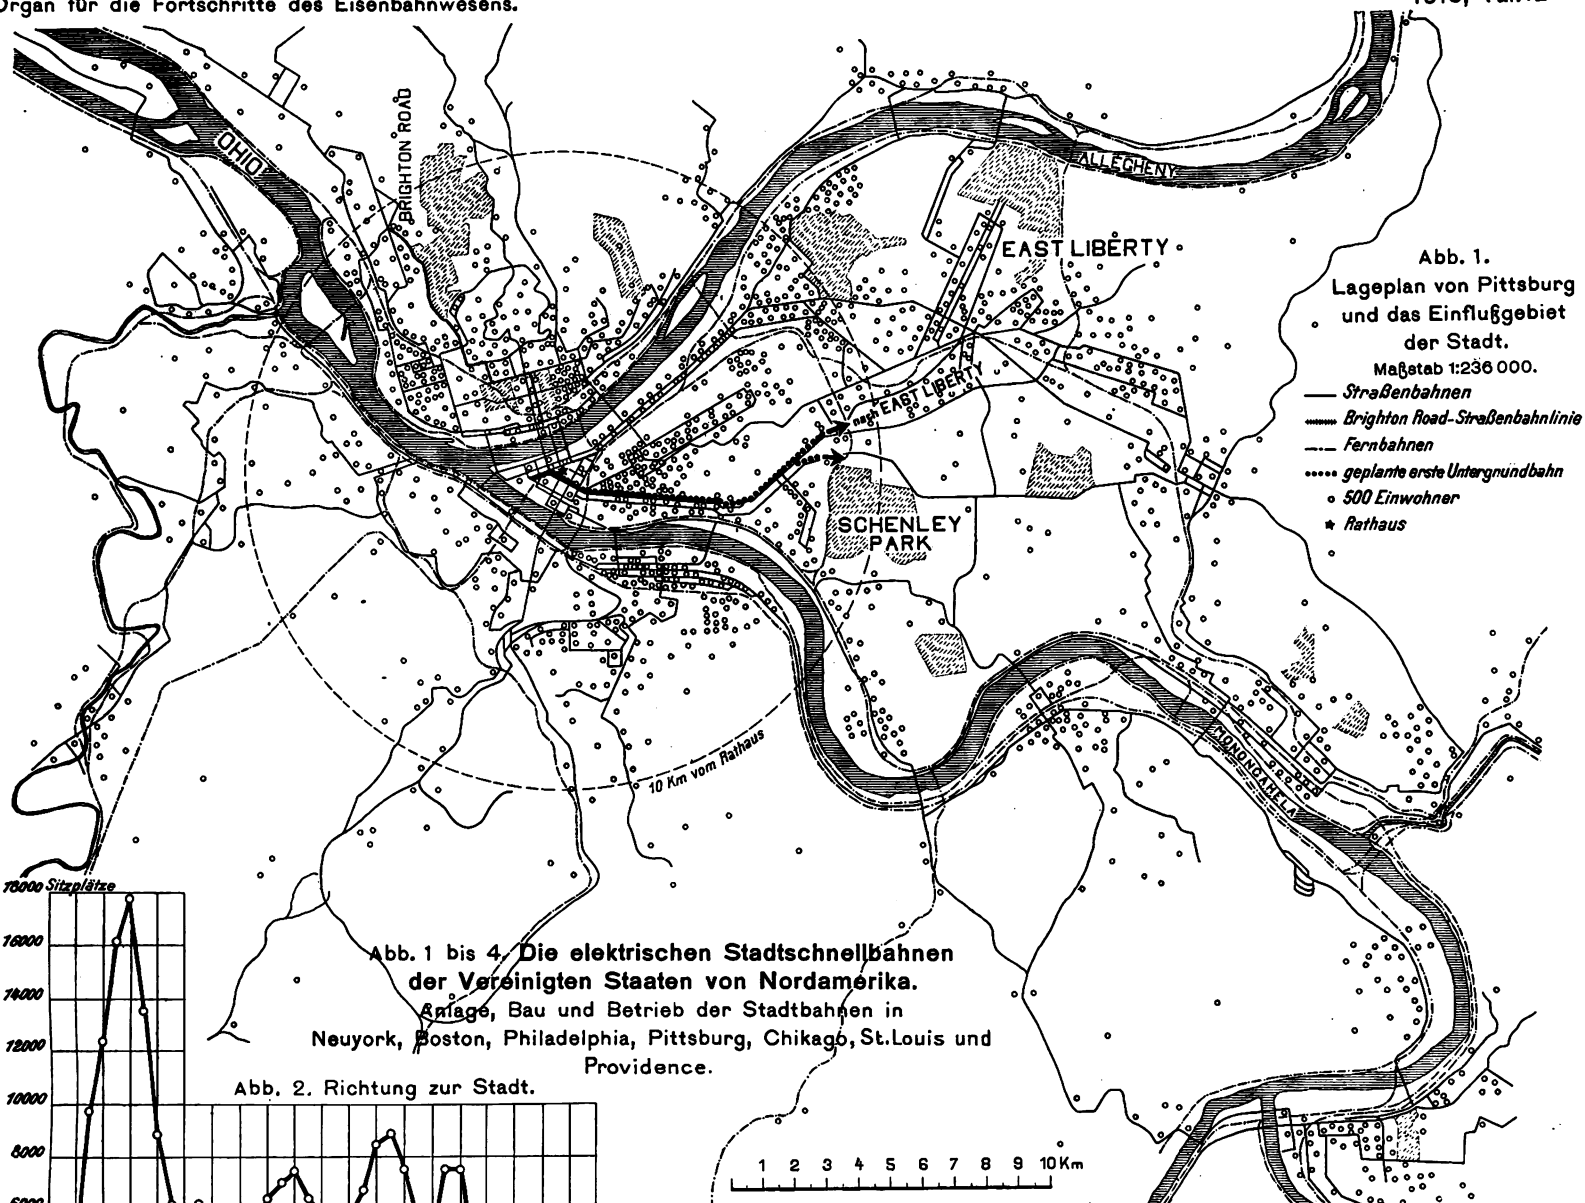 Organ für die Fortschritte des Eisenbahnwesens.
OHIO
BRIGHTON ROAD
ALLEGHENY
EAST LIBERTY
Abb. 1.
Lageplan von Pittsburg
und das Einflußgebiet
der Stadt.
Maßstab 1:236 000.
Straßenbahnen
Brighton Road-Straßenbahnlinie
Fernbahnen
geplante erste Untergrundbahn
500 Einwohner
Rathaus
nach EAST LIBERTY
SCHENLEY
PARK
MONONGAHELA
10 Km vom Rathaus
18000 Sitzplätze
16000
14000
12000
10000
8000
Abb. 1 bis 4. Die elektrischen Stadtschnellbahnen
der Vereinigten Staaten von Nordamerika.
Anlage, Bau und Betrieb der Stadtbahnen in
Neuyork, Boston, Philadelphia, Pittsburg, Chikago, St. Louis und
Providence.
Abb. 2. Richtung zur Stadt.
1 2 3 4 5 6 7 8 9 10 Km